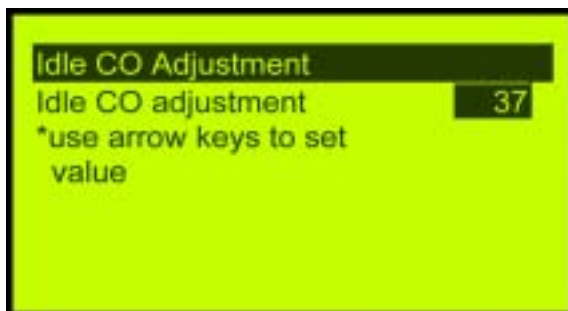 Idle CO Adjustment
Idle CO adjustment 37
*use arrow keys to set
value